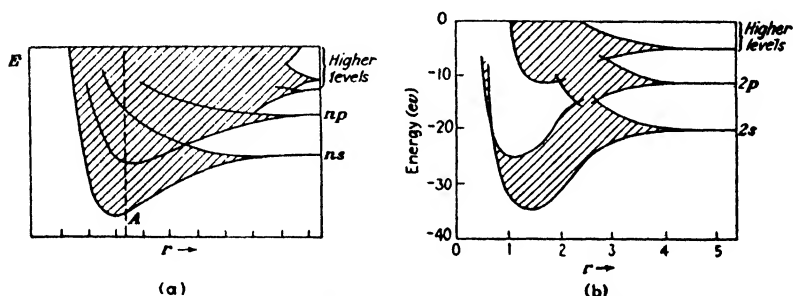 E
Higher
levels
np
ns
A
r →
(a)
0
-10
-20
-30
-40
Energy (ev)
Higher
levels
2p
2s
0 1 2 3 4 5
r →
(b)